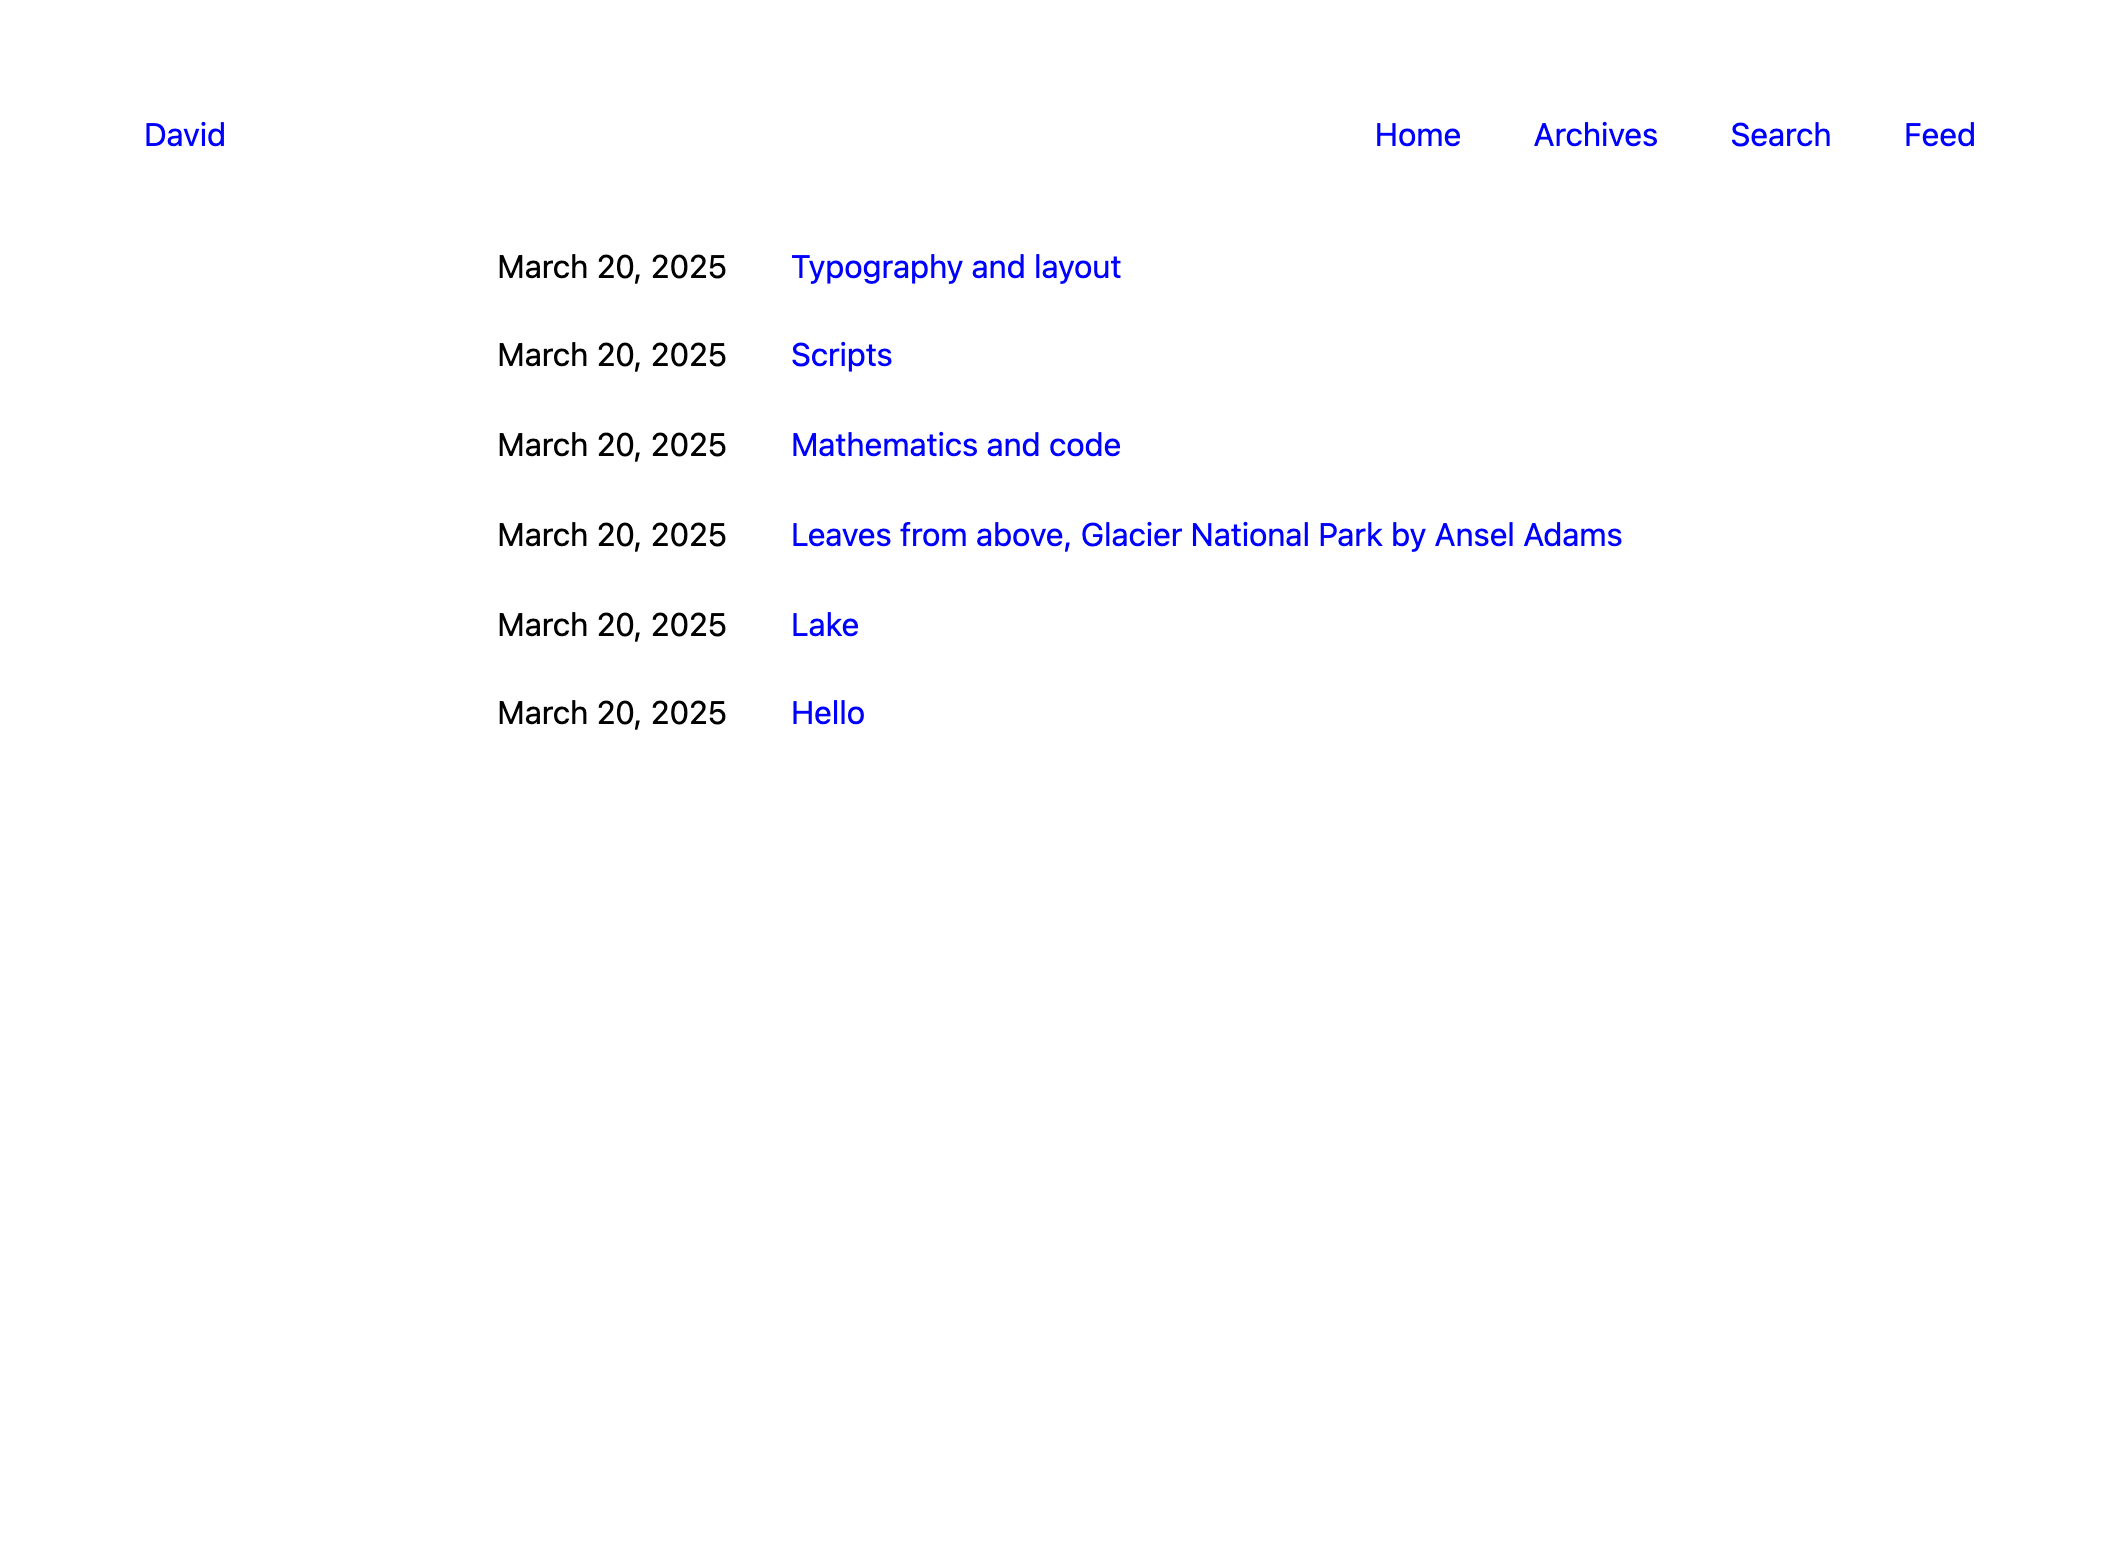 David Home Archives Search Feed
March 20, 2025 Typography and layout
March 20, 2025 Scripts
March 20, 2025 Mathematics and code
March 20, 2025 Leaves from above, Glacier National Park by Ansel Adams
March 20, 2025 Lake
March 20, 2025 Hello